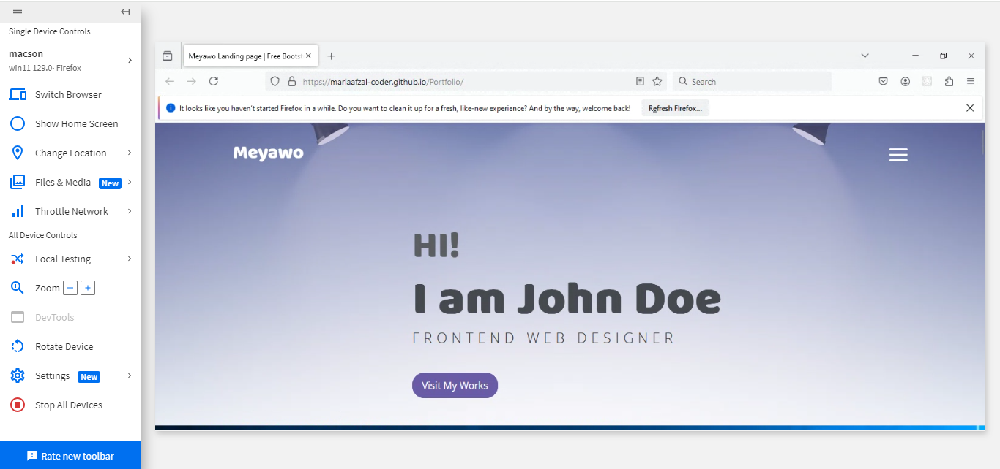 Single Device Controls
macson
win11 129.0· Firefox
Switch Browser
Show Home Screen
Change Location
Files & Media New
Throttle Network
All Device Controls
Local Testing
Zoom
DevTools
Rotate Device
Settings New
Stop All Devices
Rate new toolbar
Meyawo Landing page | Free Bootst
https://mariaafzal-coder.github.io/Portfolio/
Search
It looks like you haven't started Firefox in a while. Do you want to clean it up for a fresh, like-new experience? And by the way, welcome back!
Refresh Firefox...
Meyawo
HI!
I am John Doe
FRONTEND WEB DESIGNER
Visit My Works